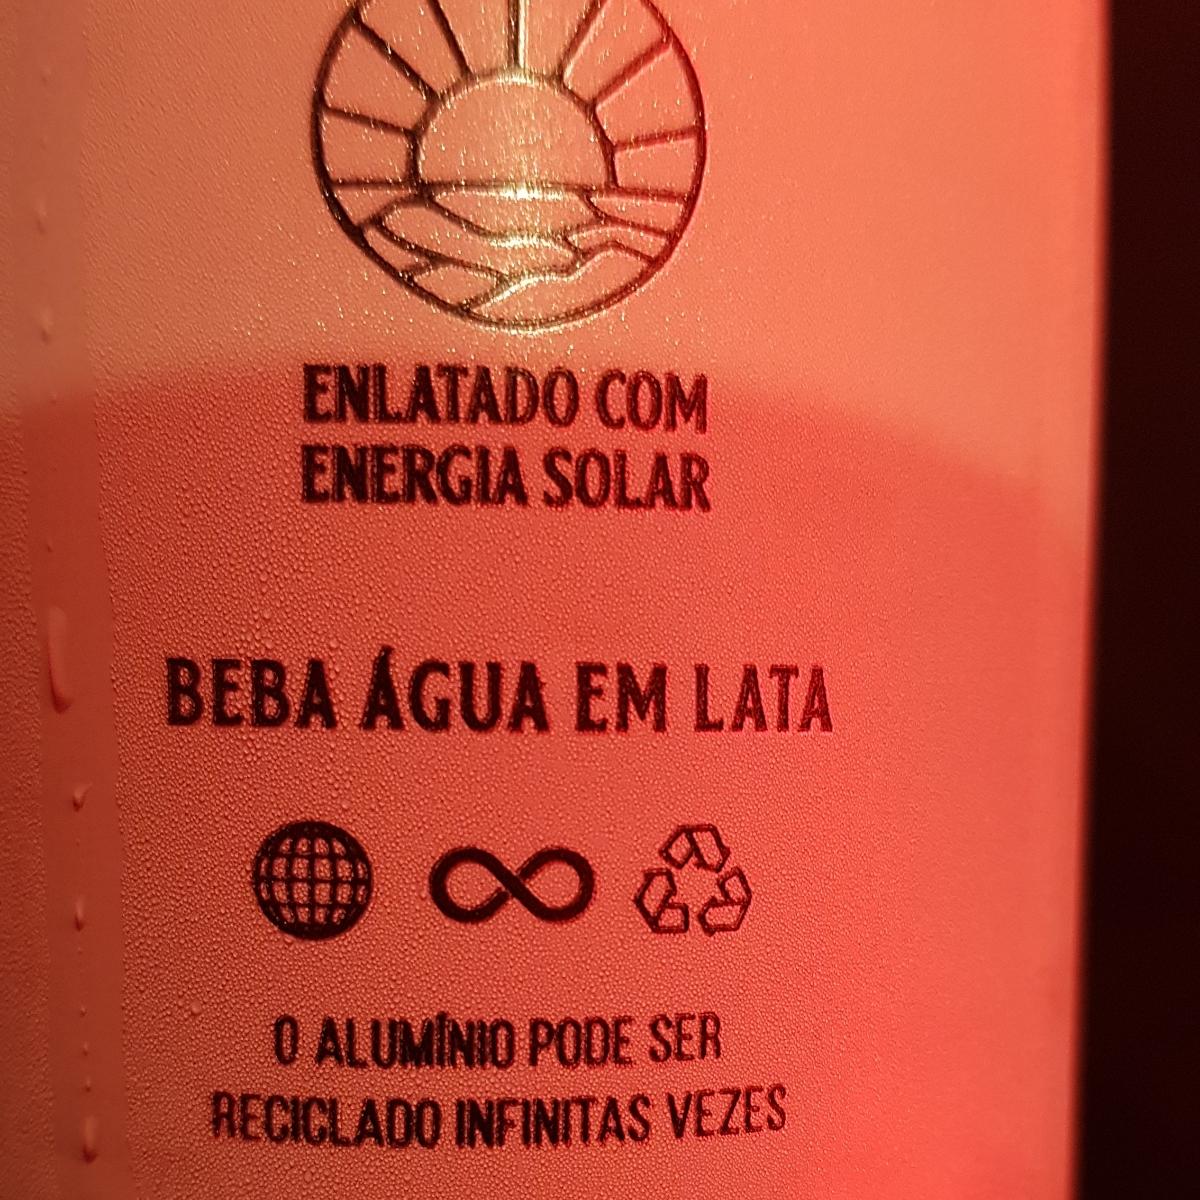 ENLATADO COM
ENERGIA SOLAR
BEBA ÁGUA EM LATA
O ALUMÍNIO PODE SER
RECICLADO INFINITAS VEZES